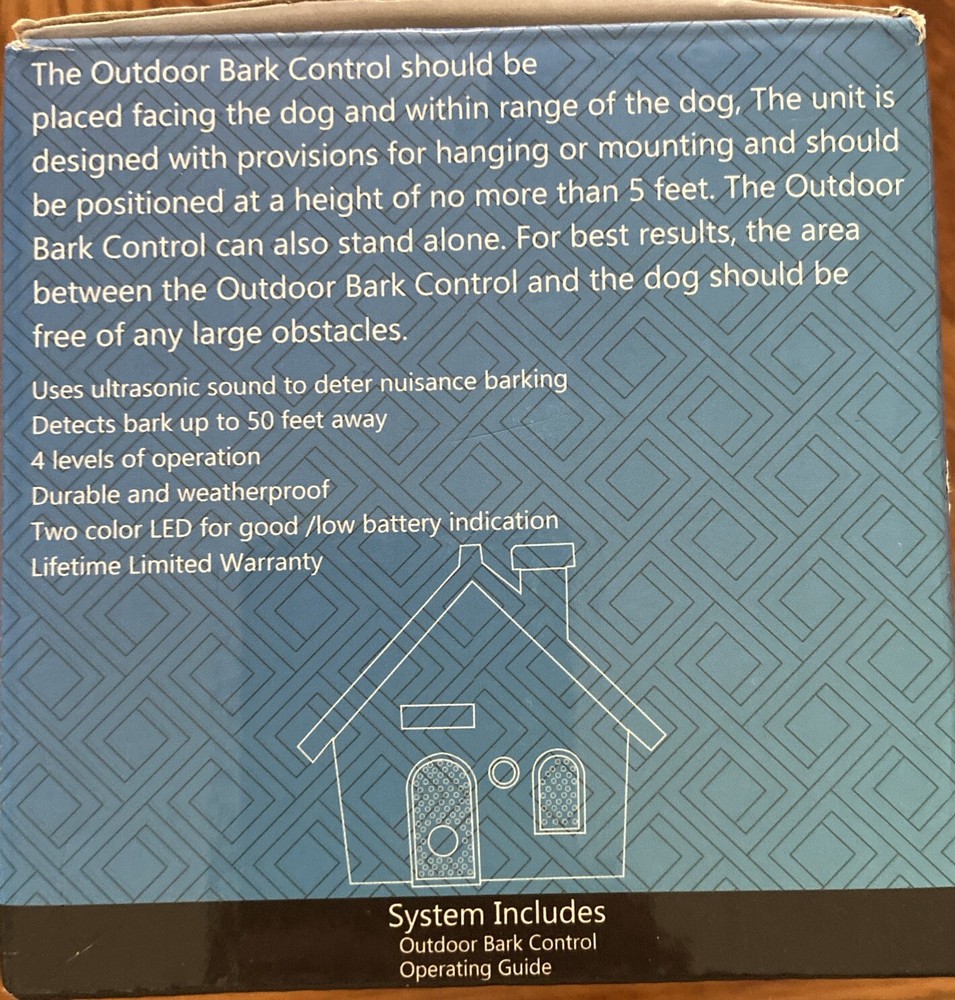 The Outdoor Bark Control should be
placed facing the dog and within range of the dog, The unit is
designed with provisions for hanging or mounting and should
be positioned at a height of no more than 5 feet. The Outdoor
Bark Control can also stand alone. For best results, the area
between the Outdoor Bark Control and the dog should be
free of any large obstacles.
Uses ultrasonic sound to deter nuisance barking
Detects bark up to 50 feet away
4 levels of operation
Durable and weatherproof
Two color LED for good /low battery indication
Lifetime Limited Warranty
System Includes
Outdoor Bark Control
Operating Guide